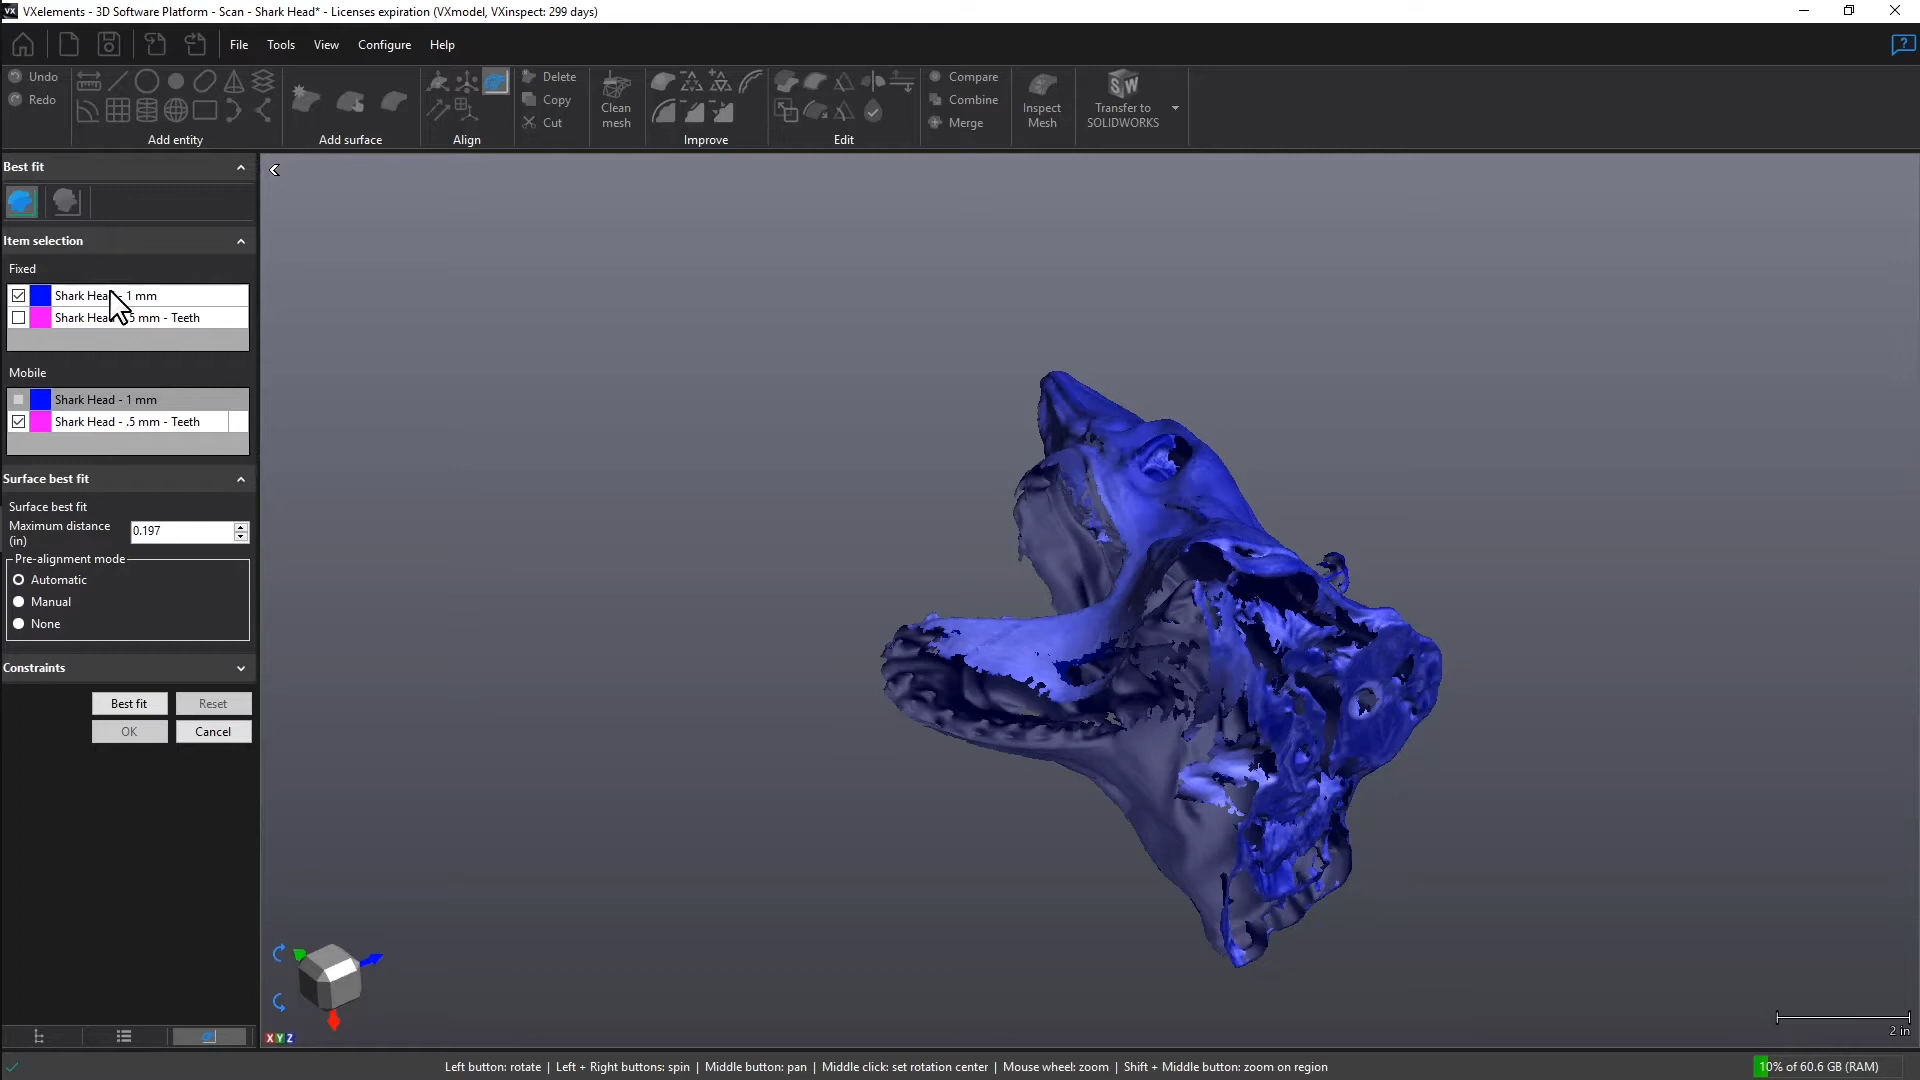 VX VXelements - 3D Software Platform - Scan - Shark Head* - Licenses expiration (VXmodel, VXinspect: 299 days)
File Tools View Configure Help
Undo
Redo
Add entity
Add surface
Align
Delete
Copy
Cut
Clean
mesh
Improve
Edit
Compare
Combine
Merge
Inspect
Mesh
SW
Transfer to
SOLIDWORKS
Best fit
Item selection
Fixed
Shark Hea - 1 mm
Shark Hea 5 mm - Teeth
Mobile
Shark Head - 1 mm
Shark Head - .5 mm - Teeth
Surface best fit
Surface best fit
Maximum distance
(in)
0.197
Pre-alignment mode
Automatic
Manual
None
Constraints
Best fit Reset
OK Cancel
X Y Z
2 in
Left button: rotate | Left + Right buttons: spin | Middle button: pan | Middle click: set rotation center | Mouse wheel: zoom | Shift + Middle button: zoom on region
10% of 60.6 GB (RAM)